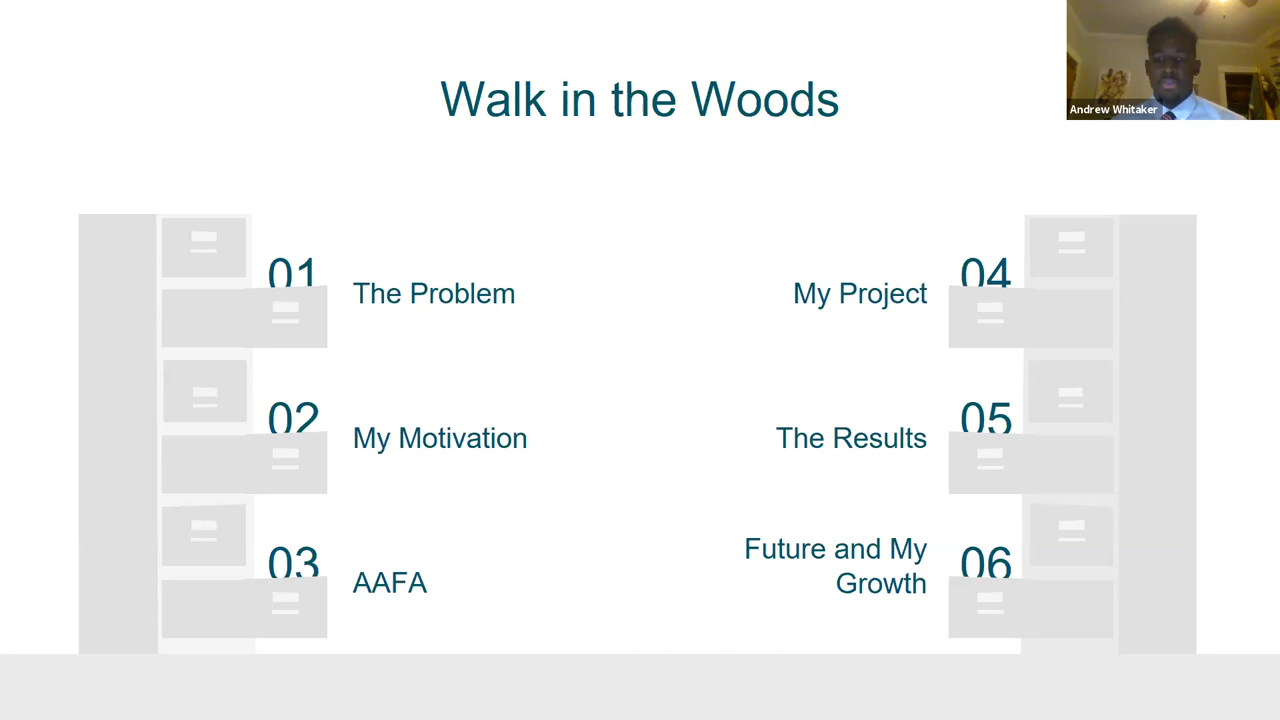 Walk in the Woods
Andrew Whitaker
01
The Problem
02
My Motivation
03
AAFA
04
My Project
05
The Results
06
Future and My
Growth